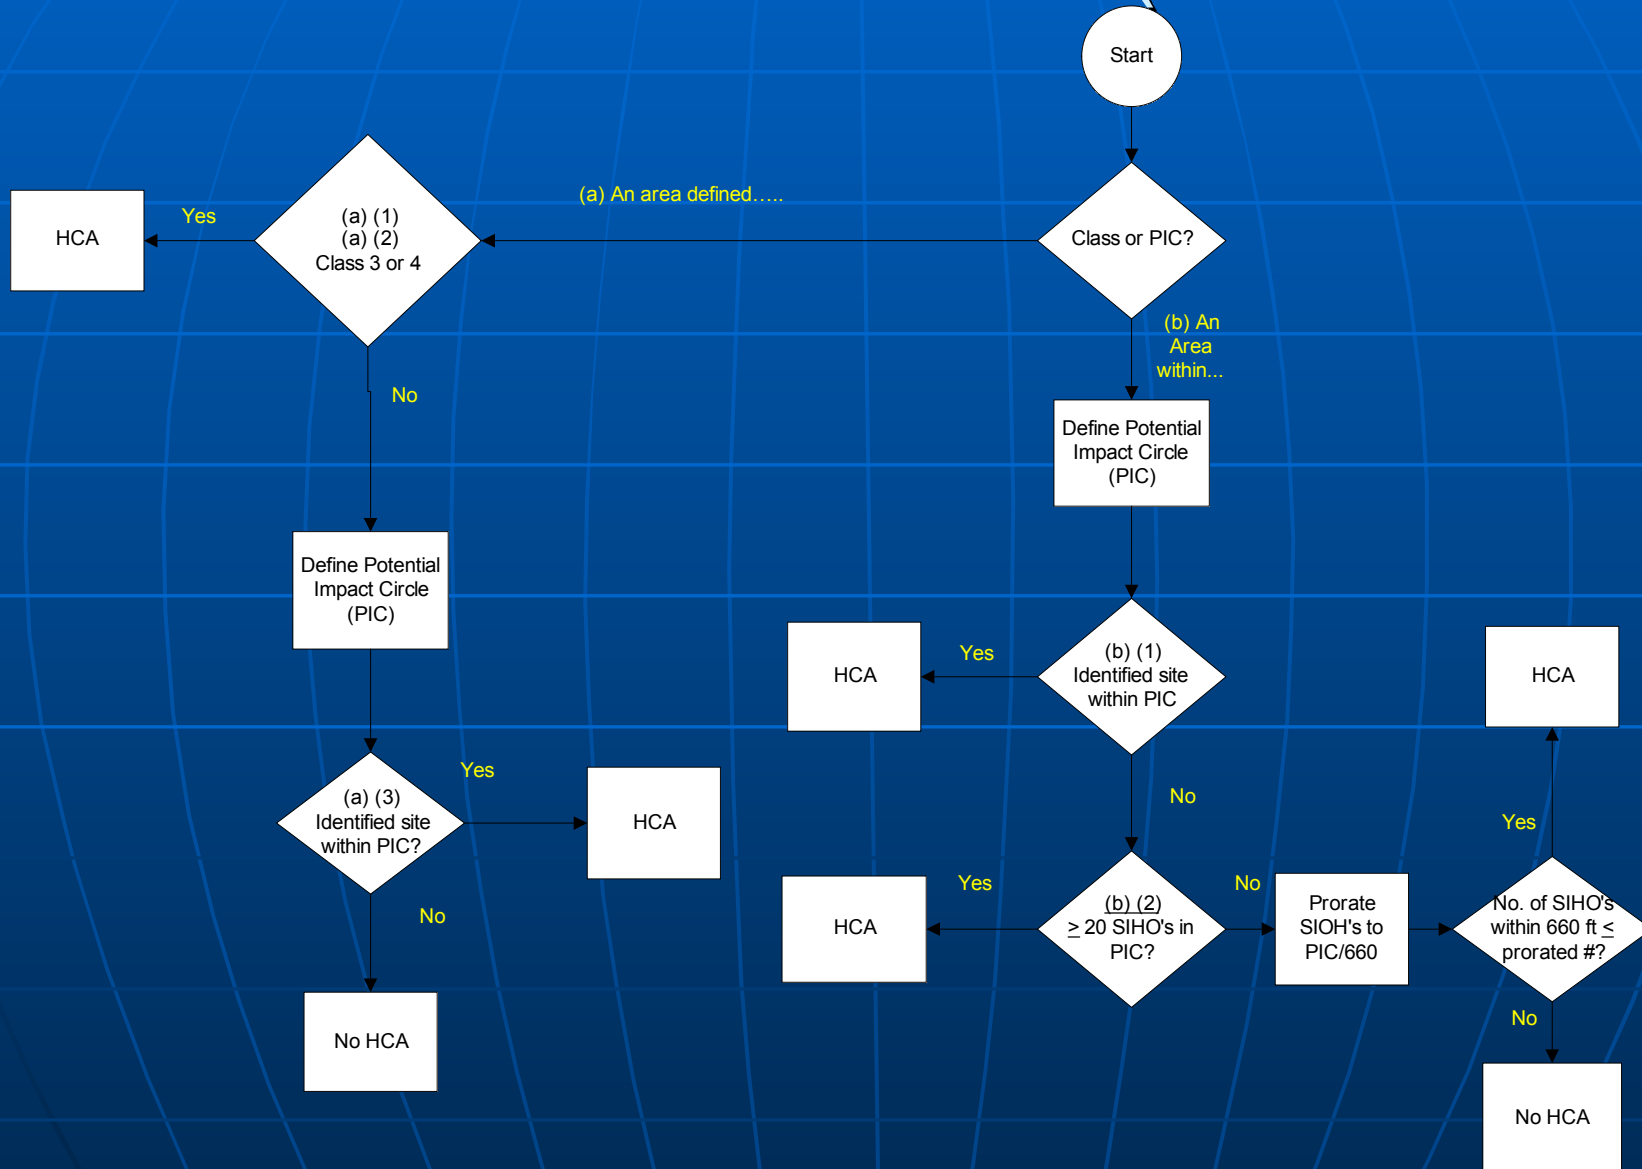 Start
Class or PIC?
(a) An area defined…..
(a) (1)
(a) (2)
Class 3 or 4
Yes
HCA
No
Define Potential
Impact Circle
(PIC)
(a) (3)
Identified site
within PIC?
Yes
HCA
No
No HCA
(b) An
Area
within...
Define Potential
Impact Circle
(PIC)
(b) (1)
Identified site
within PIC
Yes
HCA
No
(b) (2)
≥ 20 SIHO's in
PIC?
Yes
HCA
No
Prorate
SIOH's to
PIC/660
No. of SIHO's
within 660 ft ≤
prorated #?
Yes
HCA
No
No HCA